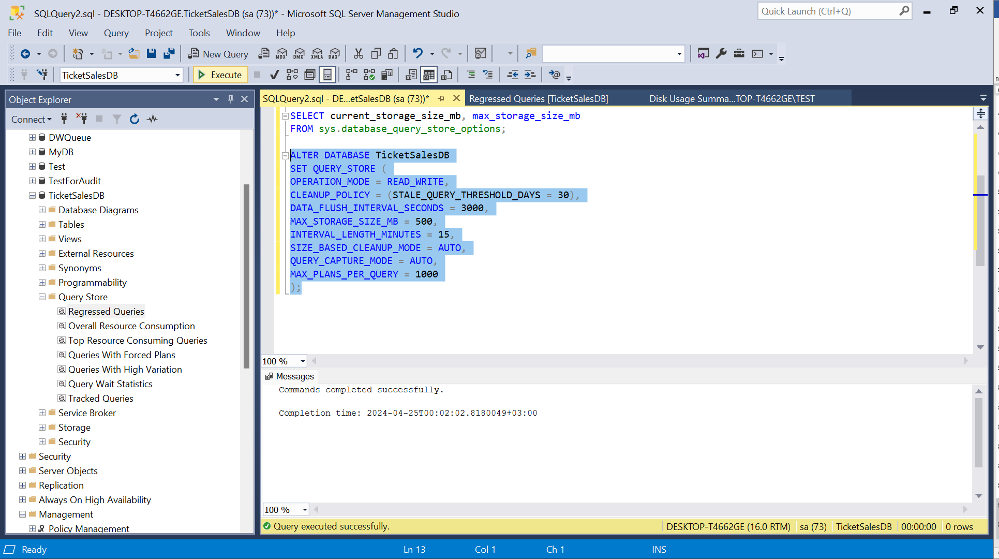 SQLQuery2.sql - DESKTOP-T4662GE.TicketSalesDB (sa (73))* - Microsoft SQL Server Management Studio
Quick Launch (Ctrl+Q)
File Edit View Query Project Tools Window Help
New Query MDX DMX XMLA DAX
TicketSalesDB Execute
Object Explorer
Connect
DWQueue
MyDB
Test
TestForAudit
TicketSalesDB
Database Diagrams
Tables
Views
External Resources
Synonyms
Programmability
Query Store
Regressed Queries
Overall Resource Consumption
Top Resource Consuming Queries
Queries With Forced Plans
Queries With High Variation
Query Wait Statistics
Tracked Queries
Service Broker
Storage
Security
Security
Server Objects
Replication
Always On High Availability
Management
Policy Management
SQLQuery2.sql - DE...etSalesDB (sa (73))* Regressed Queries [TicketSalesDB] Disk Usage Summa...TOP-T4662GE\TEST
SELECT current_storage_size_mb, max_storage_size_mb
FROM sys.database_query_store_options;
ALTER DATABASE TicketSalesDB
SET QUERY_STORE (
OPERATION_MODE = READ_WRITE,
CLEANUP_POLICY = (STALE_QUERY_THRESHOLD_DAYS = 30),
DATA_FLUSH_INTERVAL_SECONDS = 3000,
MAX_STORAGE_SIZE_MB = 500,
INTERVAL_LENGTH_MINUTES = 15,
SIZE_BASED_CLEANUP_MODE = AUTO,
QUERY_CAPTURE_MODE = AUTO,
MAX_PLANS_PER_QUERY = 1000
);
100 %
Messages
Commands completed successfully.
Completion time: 2024-04-25T00:02:02.8180049+03:00
100 %
Query executed successfully. DESKTOP-T4662GE (16.0 RTM) sa (73) TicketSalesDB 00:00:00 0 rows
Ready Ln 13 Col 1 Ch 1 INS